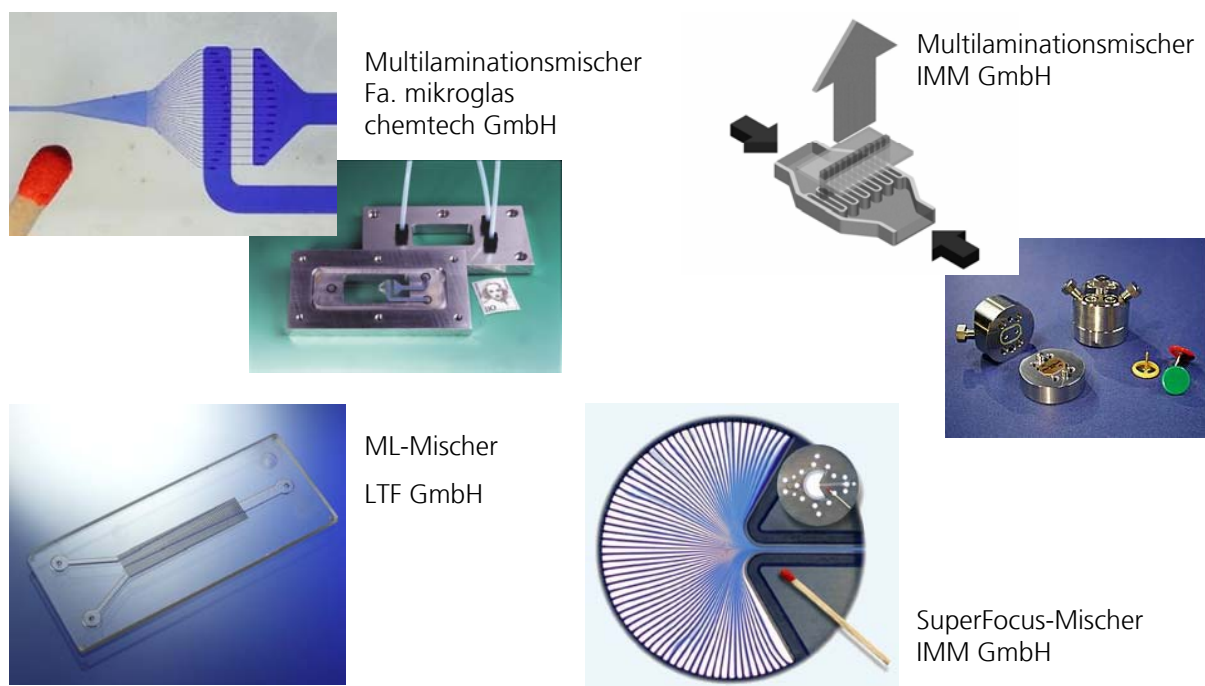 Multilaminationsmischer
Fa. mikroglas
chemtech GmbH
Multilaminationsmischer
IMM GmbH
ML-Mischer
LTF GmbH
SuperFocus-Mischer
IMM GmbH